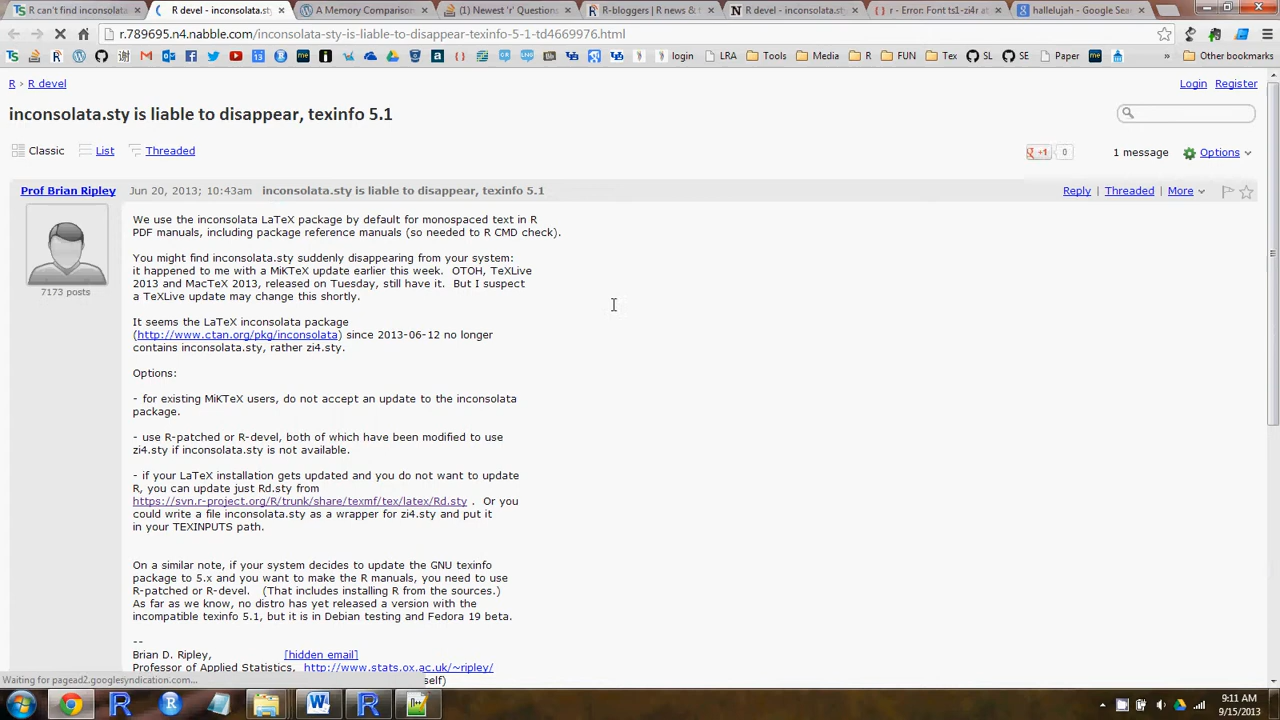 R can't find inconsolata
R devel - inconsolata.sty
A Memory Comparison
(1) Newest 'r' Questions
R-bloggers | R news &
R devel - inconsolata.sty
r - Error: Font ts1-zi4r at
hallelujah - Google Sea
r.789695.n4.nabble.com/inconsolata-sty-is-liable-to-disappear-texinfo-5-1-td4669976.html
login LRA Tools Math R FUN Tex SL SE Paper » Other bookmarks
R › R devel Login Register
inconsolata.sty is liable to disappear, texinfo 5.1
Classic List Threaded +1 0 1 message Options
Prof Brian Ripley Jun 20, 2013; 10:43am inconsolata.sty is liable to disappear, texinfo 5.1 Reply | Threaded | More
7173 posts
We use the inconsolata LaTeX package by default for monospaced text in R
PDF manuals, including package reference manuals (so needed to R CMD check).
You might find inconsolata.sty suddenly disappearing from your system:
it happened to me with a MiKTeX update earlier this week. OTOH, TeXLive
2013 and MacTeX 2013, released on Tuesday, still have it. But I suspect
a TeXLive update may change this shortly.
It seems the LaTeX inconsolata package
(http://www.ctan.org/pkg/inconsolata) since 2013-06-12 no longer
contains inconsolata.sty, rather zi4.sty.
Options:
- for existing MiKTeX users, do not accept an update to the inconsolata
package.
- use R-patched or R-devel, both of which have been modified to use
zi4.sty if inconsolata.sty is not available.
- if your LaTeX installation gets updated and you do not want to update
R, you can update just Rd.sty from
https://svn.r-project.org/R/trunk/share/texmf/tex/latex/Rd.sty . Or you
could write a file inconsolata.sty as a wrapper for zi4.sty and put it
in your TEXINPUTS path.
On a similar note, if your system decides to update the GNU texinfo
package to 5.x and you want to make the R manuals, you need to use
R-patched or R-devel. (That includes installing R from the sources.)
As far as we know, no distro has yet released a version with the
incompatible texinfo 5.1, but it is in Debian testing and Fedora 19 beta.
--
Brian D. Ripley, [hidden email]
Professor of Applied Statistics, http://www.stats.ox.ac.uk/~ripley/
self)
Waiting for pagead2.googlesyndication.com...
9:11 AM
9/15/2013